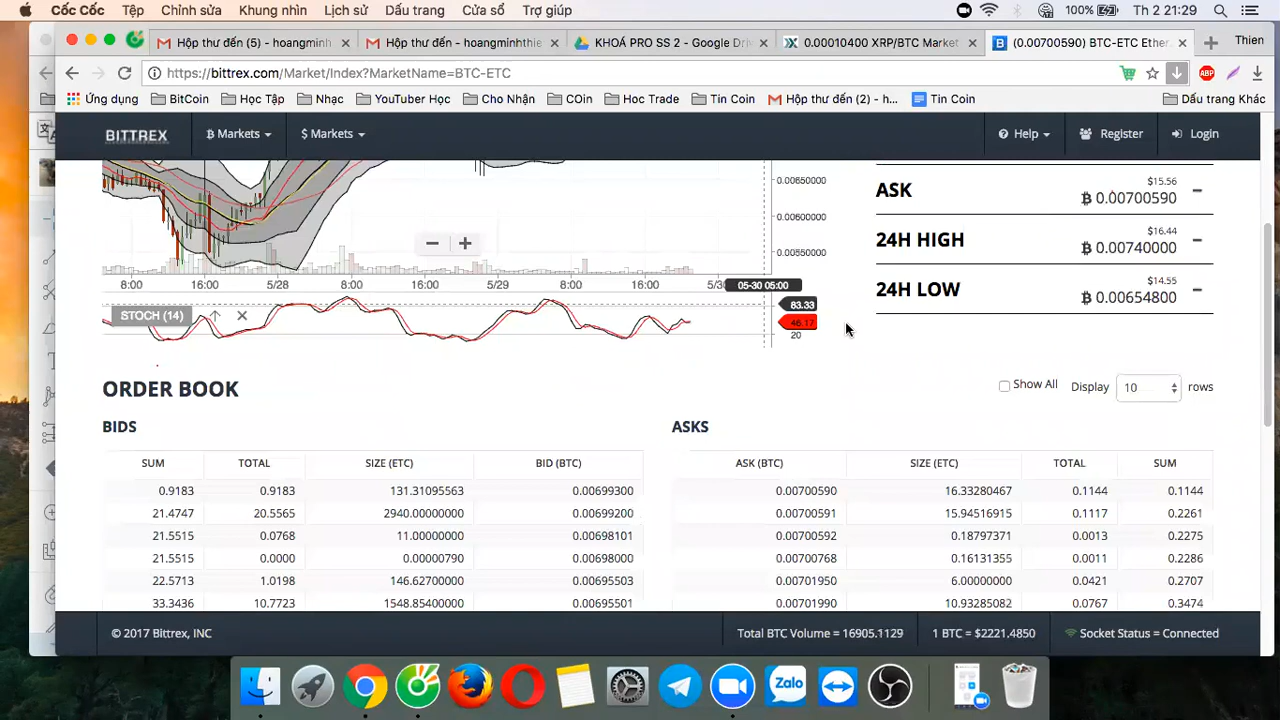 Cốc Cốc Tệp Chỉnh sửa Khung nhìn Lịch sử Dấu trang Cửa sổ Trợ giúp 100% Th 2 21:29
Hộp thư đến (5) - hoangminh Hộp thư đến - hoangminhthie KHOÁ PRO SS 2 - Google Dri 0.00010400 XRP/BTC Market (0.00700590) BTC-ETC Ether Thien
https://bittrex.com/Market/Index?MarketName=BTC-ETC ABP
Ứng dụng BitCoin Học Tập Nhạc YouTuber Học Cho Nhận COin Hoc Trade Tin Coin Hộp thư đến (2) - h... Tin Coin Dấu trang Khác
BITTREX Ƀ Markets $ Markets Help Register Login
0.00650000
0.00600000
0.00550000
8:00 16:00 5/28 8:00 16:00 5/29 8:00 16:00 5/30 05-30 05:00
STOCH (14)
83.33
46.17
20
$15.56
ASK Ƀ 0.00700590
$16.44
24H HIGH Ƀ 0.00740000
$14.55
24H LOW Ƀ 0.00654800
ORDER BOOK Show All Display 10 rows
BIDS ASKS
SUM TOTAL SIZE (ETC) BID (BTC) ASK (BTC) SIZE (ETC) TOTAL SUM
0.9183 0.9183 131.31095563 0.00699300 0.00700590 16.33280467 0.1144 0.1144
21.4747 20.5565 2940.00000000 0.00699200 0.00700591 15.94516915 0.1117 0.2261
21.5515 0.0768 11.00000000 0.00698101 0.00700592 0.18797371 0.0013 0.2275
21.5515 0.0000 0.00000790 0.00698000 0.00700768 0.16131355 0.0011 0.2286
22.5713 1.0198 146.62700000 0.00695503 0.00701950 6.00000000 0.0421 0.2707
33.3436 10.7723 1548.85400000 0.00695501 0.00701990 10.93285082 0.0767 0.3474
© 2017 Bittrex, INC Total BTC Volume = 16905.1129 1 BTC = $2221.4850 Socket Status = Connected
Zalo